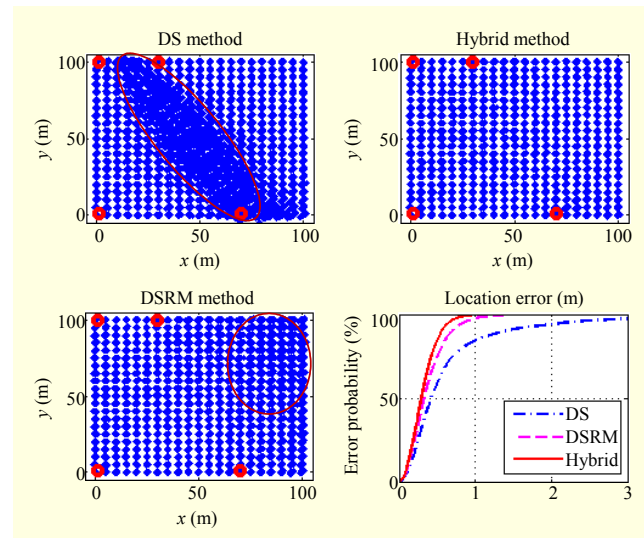 DS method
100
50
0
y (m)
0
50
100
x (m)
Hybrid method
100
50
0
y (m)
0
50
100
x (m)
DSRM method
100
50
0
y (m)
0
50
100
x (m)
Location error (m)
100
50
Error probability (%)
DS
DSRM
Hybrid
0
1
2
3